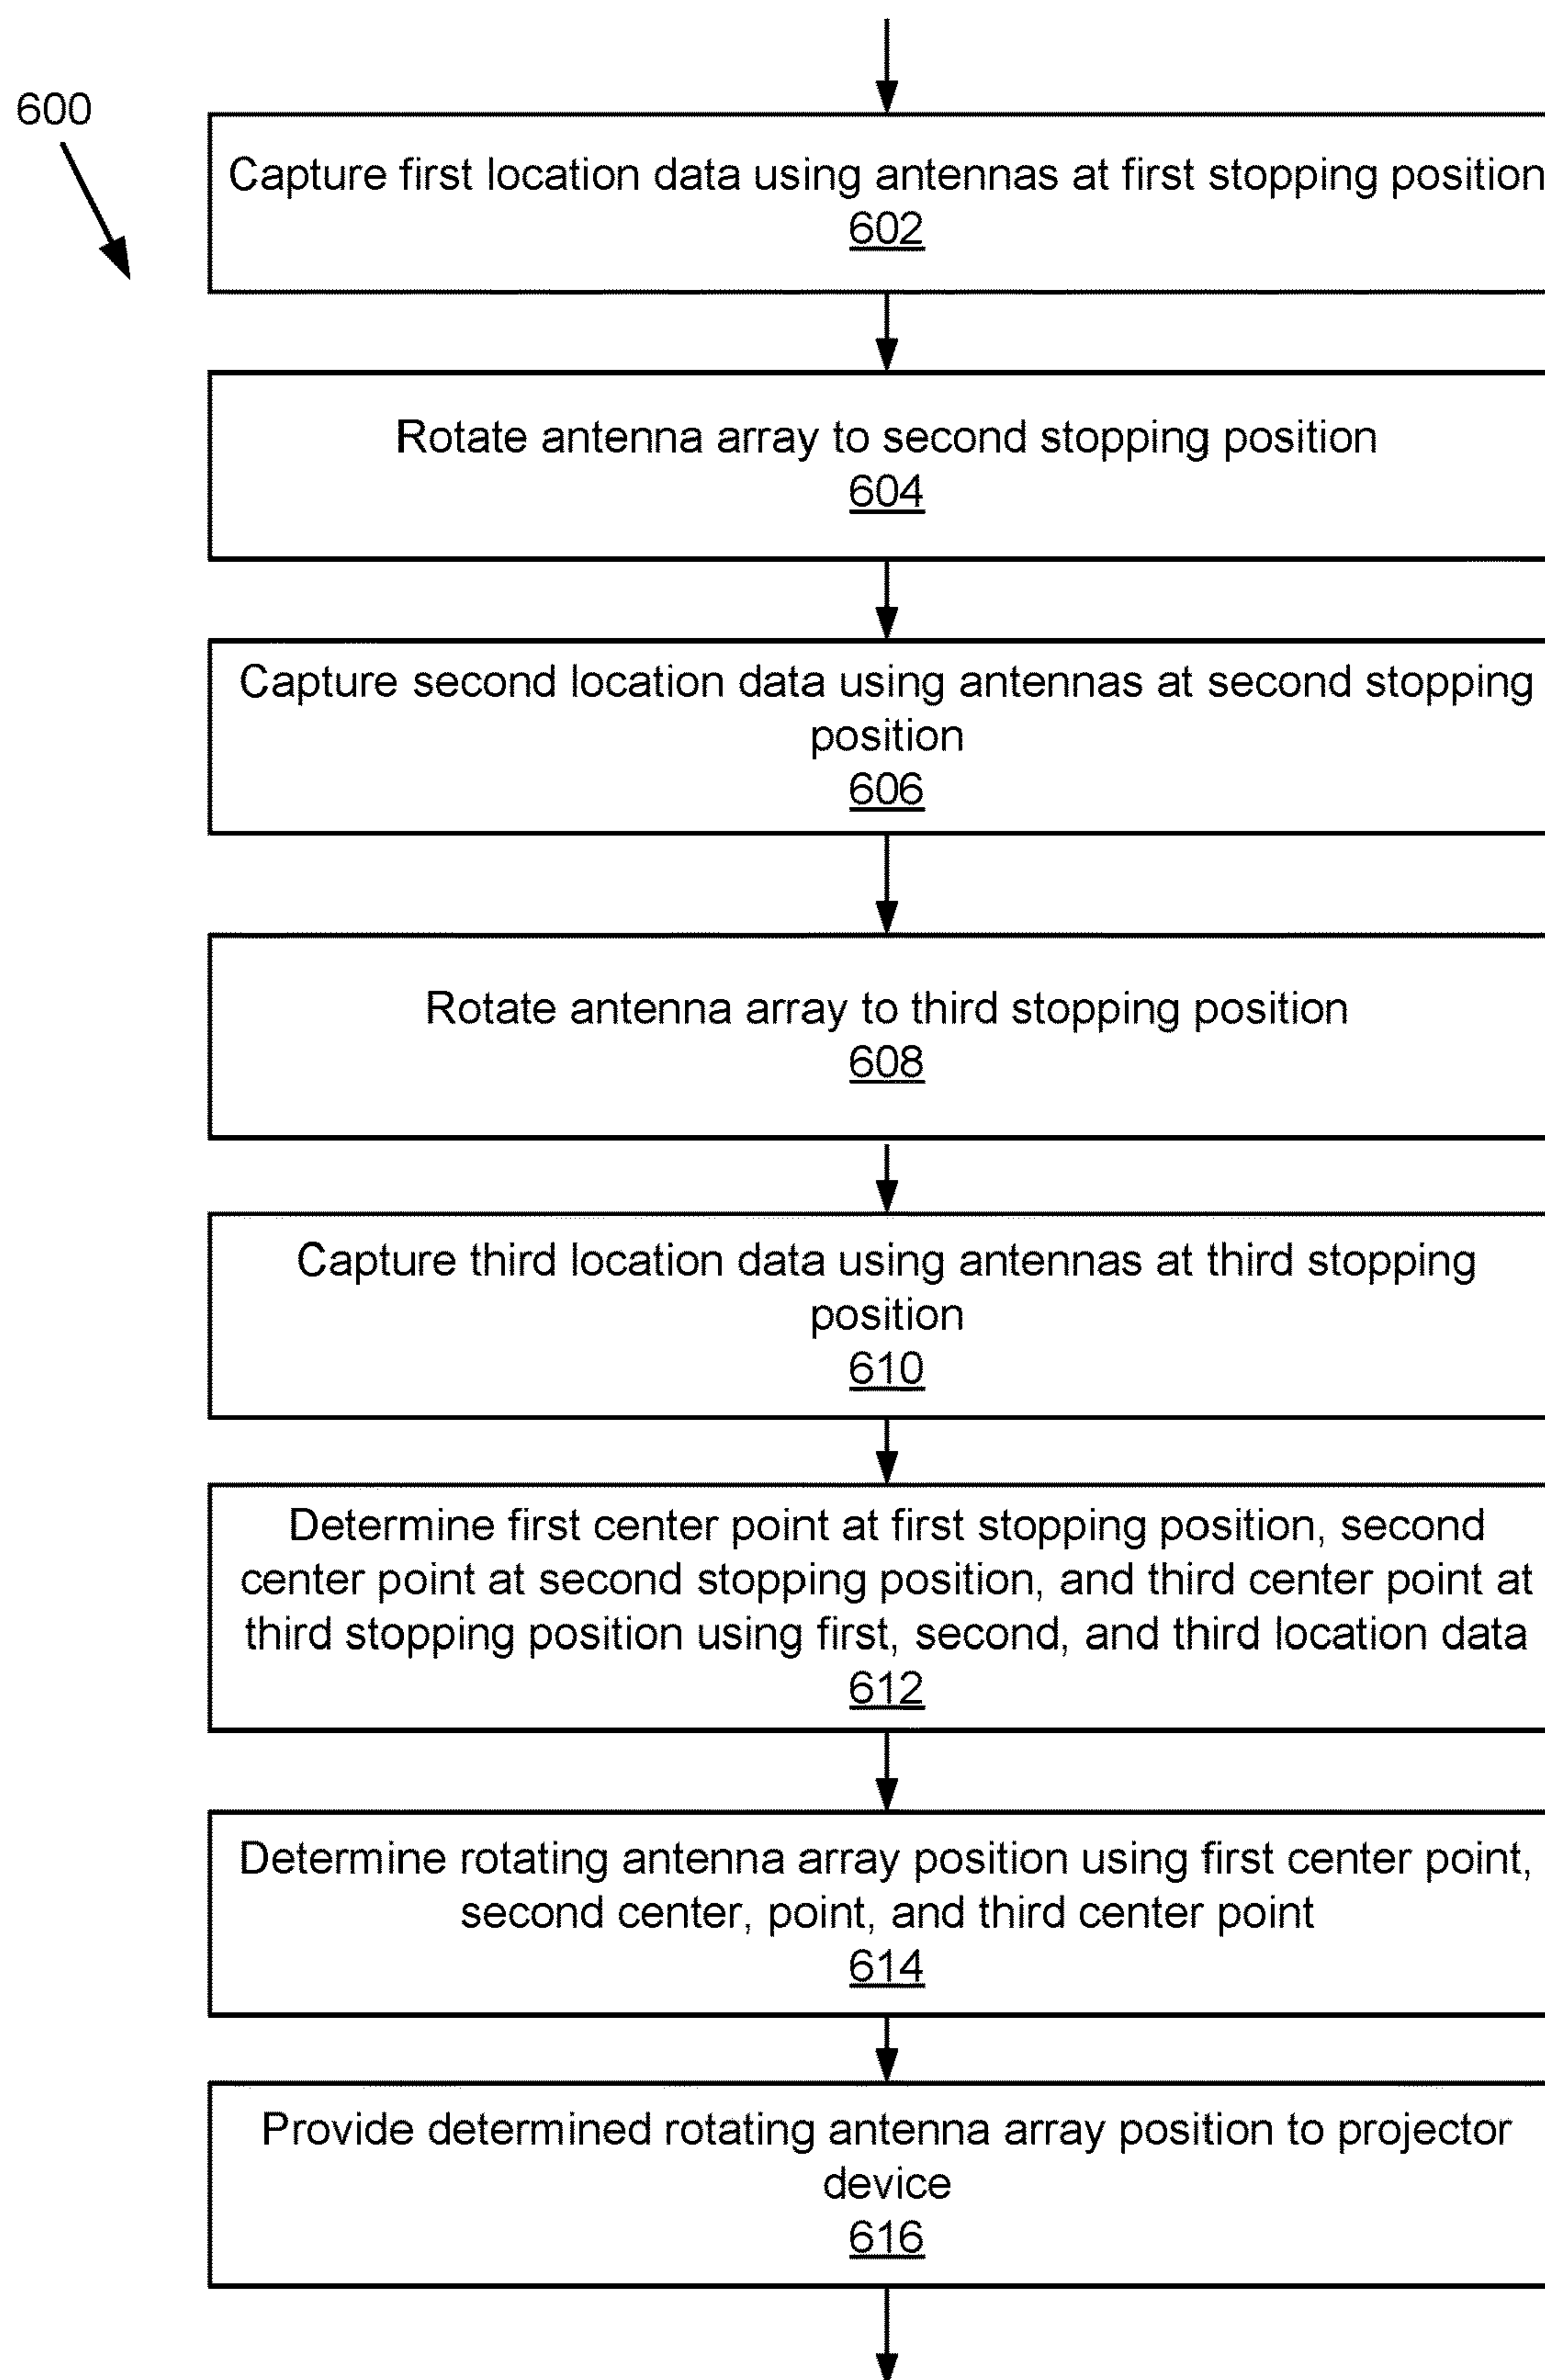 600
Capture first location data using antennas at first stopping position
602
Rotate antenna array to second stopping position
604
Capture second location data using antennas at second stopping
position
606
Rotate antenna array to third stopping position
608
Capture third location data using antennas at third stopping
position
610
Determine first center point at first stopping position, second
center point at second stopping position, and third center point at
third stopping position using first, second, and third location data
612
Determine rotating antenna array position using first center point,
second center, point, and third center point
614
Provide determined rotating antenna array position to projector
device
616